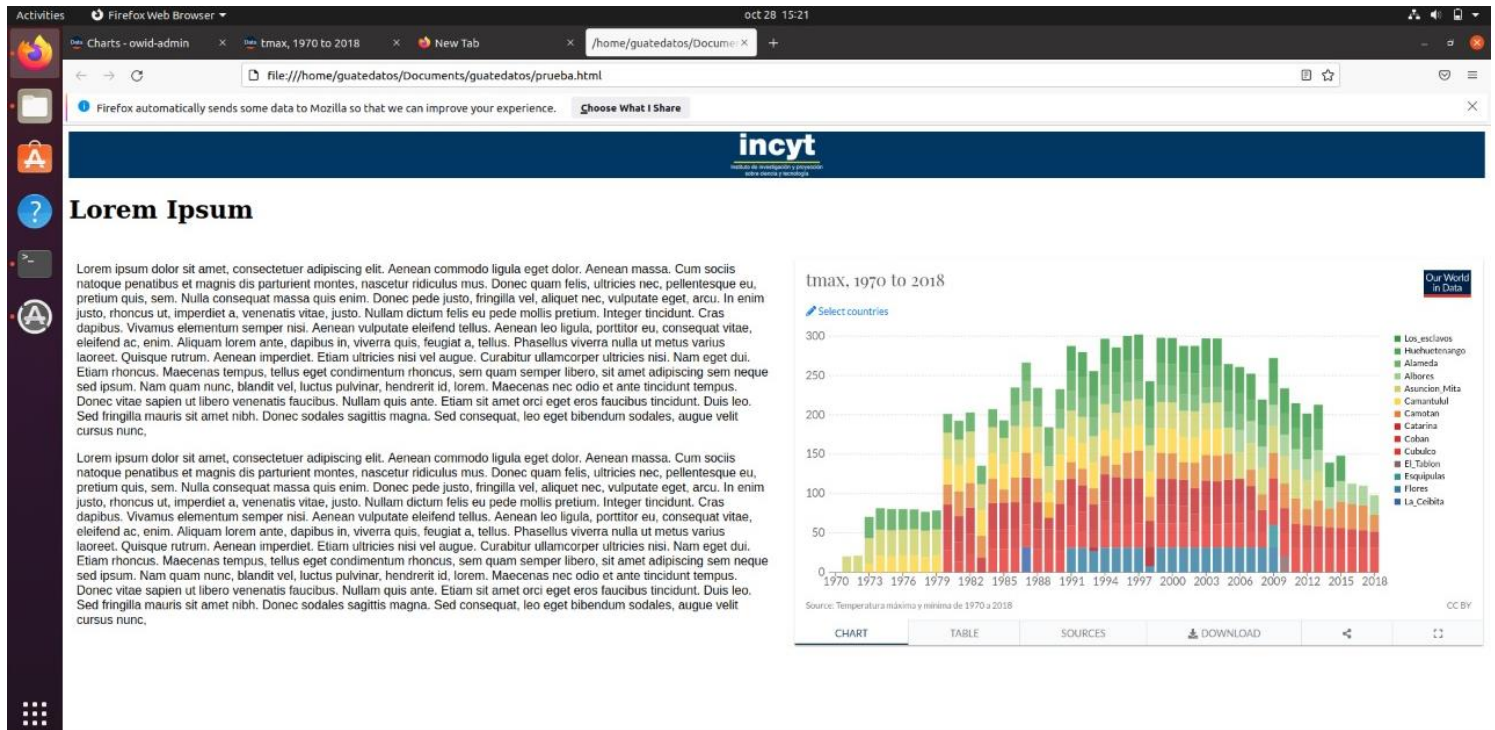 Activities
Firefox Web Browser
oct 28 15:21
Charts - owid-admin
tmax, 1970 to 2018
New Tab
/home/guatedatos/Docume
file:///home/guatedatos/Documents/guatedatos/prueba.html
Firefox automatically sends some data to Mozilla so that we can improve your experience.
Choose What I Share
incyt
Instituto de investigación y proyección
sobre ciencia y tecnología
Lorem Ipsum
Lorem ipsum dolor sit amet, consectetuer adipiscing elit. Aenean commodo ligula eget dolor. Aenean massa. Cum sociis
natoque penatibus et magnis dis parturient montes, nascetur ridiculus mus. Donec quam felis, ultricies nec, pellentesque eu,
pretium quis, sem. Nulla consequat massa quis enim. Donec pede justo, fringilla vel, aliquet nec, vulputate eget, arcu. In enim
justo, rhoncus ut, imperdiet a, venenatis vitae, justo. Nullam dictum felis eu pede mollis pretium. Integer tincidunt. Cras
dapibus. Vivamus elementum semper nisi. Aenean vulputate eleifend tellus. Aenean leo ligula, porttitor eu, consequat vitae,
eleifend ac, enim. Aliquam lorem ante, dapibus in, viverra quis, feugiat a, tellus. Phasellus viverra nulla ut metus varius
laoreet. Quisque rutrum. Aenean imperdiet. Etiam ultricies nisi vel augue. Curabitur ullamcorper ultricies nisi. Nam eget dui.
Etiam rhoncus. Maecenas tempus, tellus eget condimentum rhoncus, sem quam semper libero, sit amet adipiscing sem neque
sed ipsum. Nam quam nunc, blandit vel, luctus pulvinar, hendrerit id, lorem. Maecenas nec odio et ante tincidunt tempus.
Donec vitae sapien ut libero venenatis faucibus. Nullam quis ante. Etiam sit amet orci eget eros faucibus tincidunt. Duis leo.
Sed fringilla mauris sit amet nibh. Donec sodales sagittis magna. Sed consequat, leo eget bibendum sodales, augue velit
cursus nunc,
Lorem ipsum dolor sit amet, consectetuer adipiscing elit. Aenean commodo ligula eget dolor. Aenean massa. Cum sociis
natoque penatibus et magnis dis parturient montes, nascetur ridiculus mus. Donec quam felis, ultricies nec, pellentesque eu,
pretium quis, sem. Nulla consequat massa quis enim. Donec pede justo, fringilla vel, aliquet nec, vulputate eget, arcu. In enim
justo, rhoncus ut, imperdiet a, venenatis vitae, justo. Nullam dictum felis eu pede mollis pretium. Integer tincidunt. Cras
dapibus. Vivamus elementum semper nisi. Aenean vulputate eleifend tellus. Aenean leo ligula, porttitor eu, consequat vitae,
eleifend ac, enim. Aliquam lorem ante, dapibus in, viverra quis, feugiat a, tellus. Phasellus viverra nulla ut metus varius
laoreet. Quisque rutrum. Aenean imperdiet. Etiam ultricies nisi vel augue. Curabitur ullamcorper ultricies nisi. Nam eget dui.
Etiam rhoncus. Maecenas tempus, tellus eget condimentum rhoncus, sem quam semper libero, sit amet adipiscing sem neque
sed ipsum. Nam quam nunc, blandit vel, luctus pulvinar, hendrerit id, lorem. Maecenas nec odio et ante tincidunt tempus.
Donec vitae sapien ut libero venenatis faucibus. Nullam quis ante. Etiam sit amet orci eget eros faucibus tincidunt. Duis leo.
Sed fringilla mauris sit amet nibh. Donec sodales sagittis magna. Sed consequat, leo eget bibendum sodales, augue velit
cursus nunc,
tmax, 1970 to 2018
Our World
in Data
Select countries
300
250
200
150
100
50
0
1970 1973 1976 1979 1982 1985 1988 1991 1994 1997 2000 2003 2006 2009 2012 2015 2018
Los_esclavos
Huehuetenango
Alameda
Albores
Asuncion_Mita
Camantulul
Camotan
Catarina
Coban
Cubulco
El_Tablon
Esquipulas
Flores
La_Ceibita
Source: Temperatura máxima y mínima de 1970 a 2018
CC BY
CHART
TABLE
SOURCES
DOWNLOAD